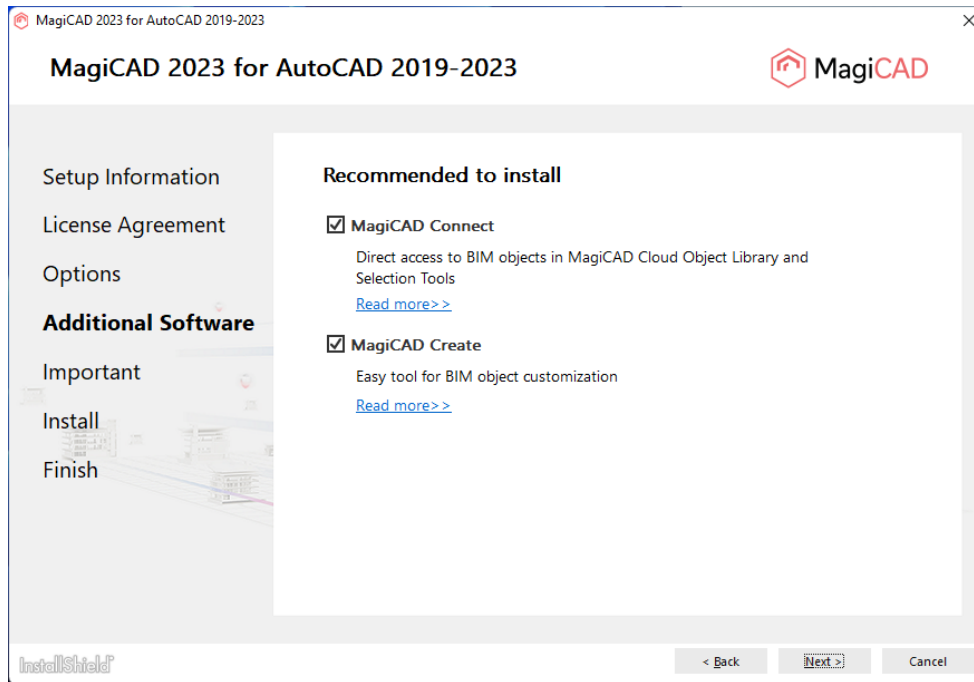 MagiCAD 2023 for AutoCAD 2019-2023
MagiCAD 2023 for AutoCAD 2019-2023
MagiCAD
Setup Information
License Agreement
Options
Additional Software
Important
Install
Finish
Recommended to install
MagiCAD Connect
Direct access to BIM objects in MagiCAD Cloud Object Library and
Selection Tools
Read more>>
MagiCAD Create
Easy tool for BIM object customization
Read more>>
InstallShield
< Back
Next >
Cancel